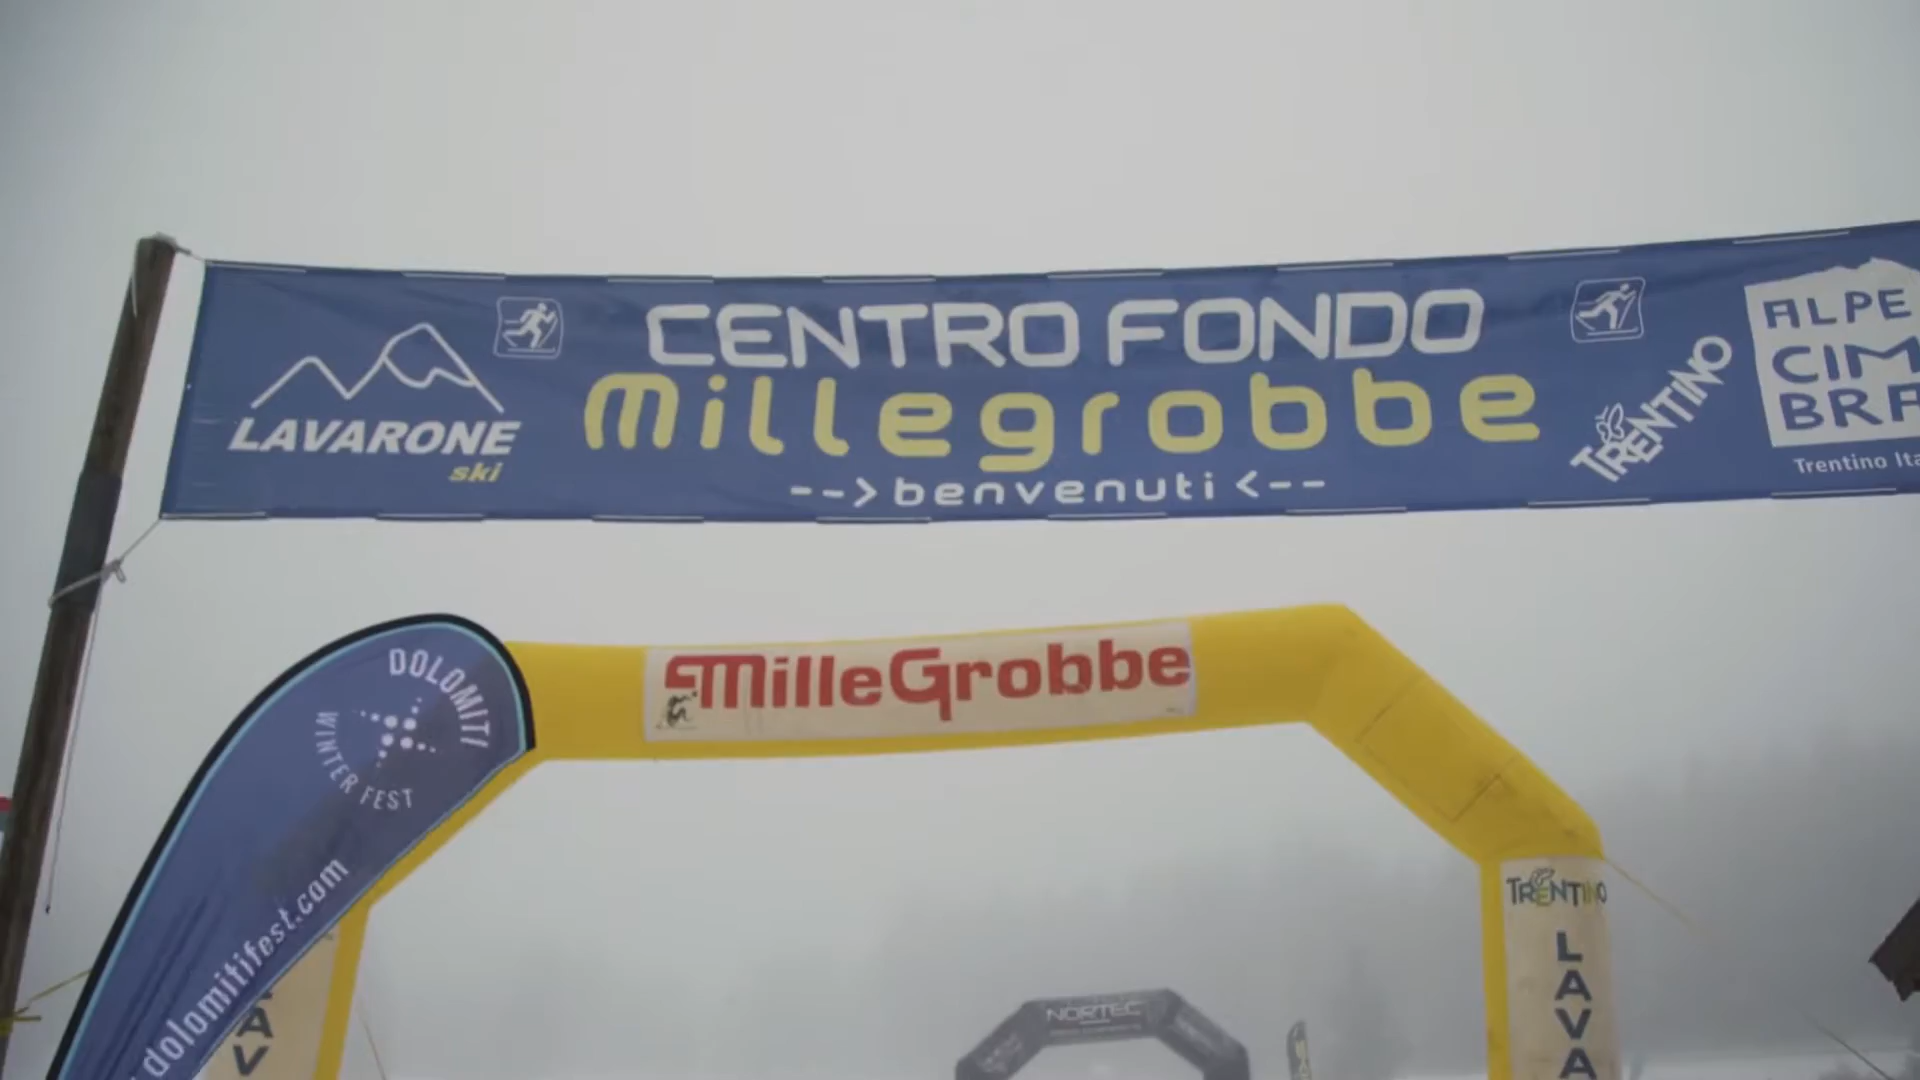 LAVARONE
ski
CENTRO FONDO
Millegrobbe
--> benvenuti <--
TRENTINO
ALPE
CIM
BRA
Trentino Ita
MilleGrobbe
DOLOMITI
WINTER FEST
dolomitifest.com
AV
NORTEC
TRENTINO
LAVA